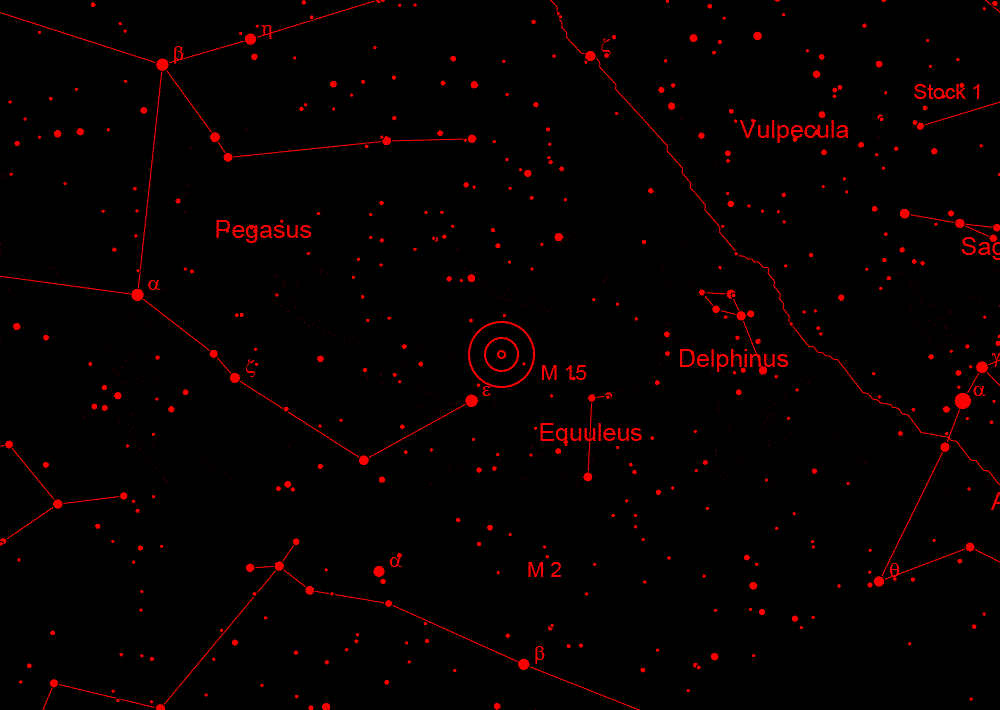 η
β
ζ
Stock 1
Vulpecula
Pegasus
Sag
α
γ
Delphinus
M 15
ζ
ε
α
Equuleus
A
α
M 2
θ
β